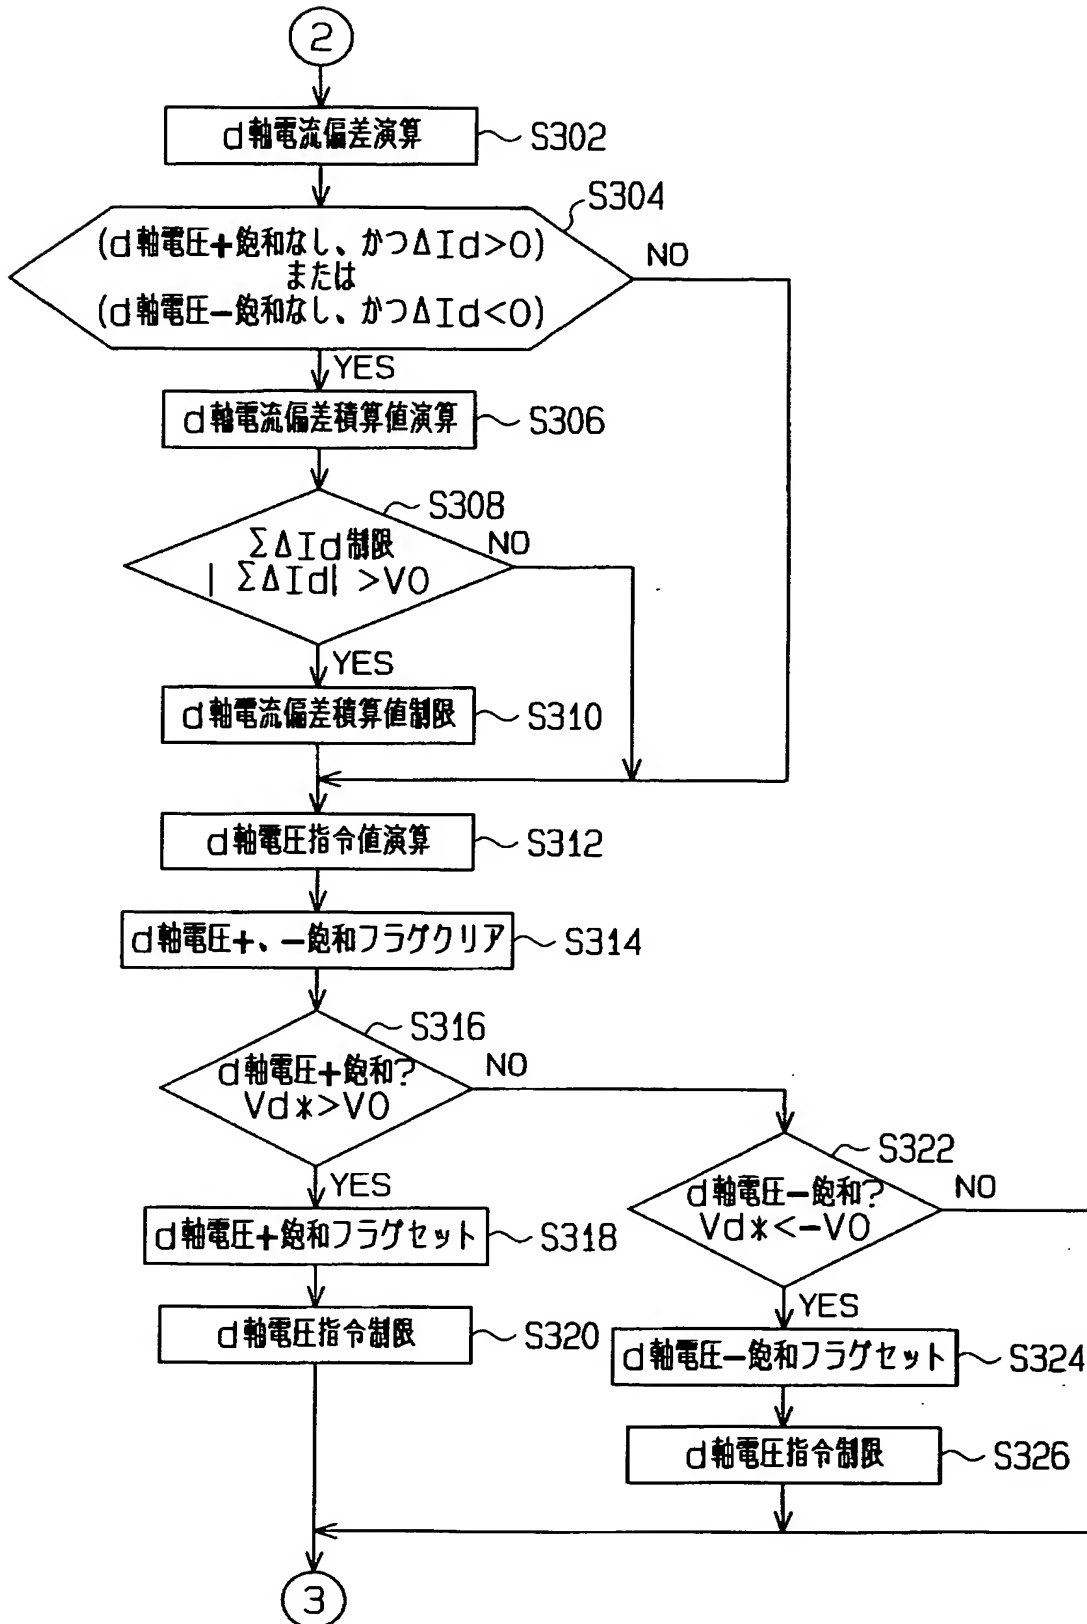 2
d軸電流偏差演算
S302
S304
(d軸電圧+飽和なし、かつΔId>0)
または
(d軸電圧−飽和なし、かつΔId<0)
NO
YES
d軸電流偏差積算値演算
S306
S308
ΣΔId制限
| ΣΔId| >V0
NO
YES
d軸電流偏差積算値制限
S310
d軸電圧指令値演算
S312
d軸電圧+、−飽和フラグクリア
S314
S316
d軸電圧+飽和?
Vd*>V0
NO
YES
S322
d軸電圧−飽和?
Vd*<−V0
NO
YES
d軸電圧+飽和フラグセット
S318
d軸電圧指令制限
S320
d軸電圧−飽和フラグセット
S324
d軸電圧指令制限
S326
3